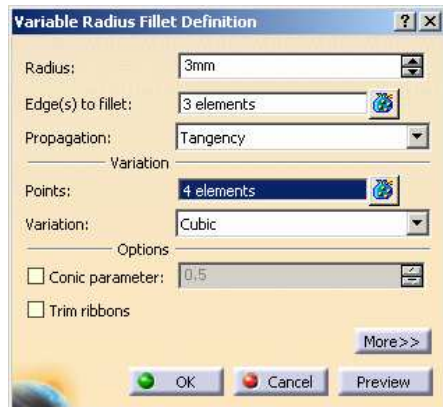 Variable Radius Fillet Definition ? X
Radius: 3mm
Edge(s) to fillet: 3 elements
Propagation: Tangency
Variation
Points: 4 elements
Variation: Cubic
Options
Conic parameter: 0.5
Trim ribbons
More>>
OK Cancel Preview